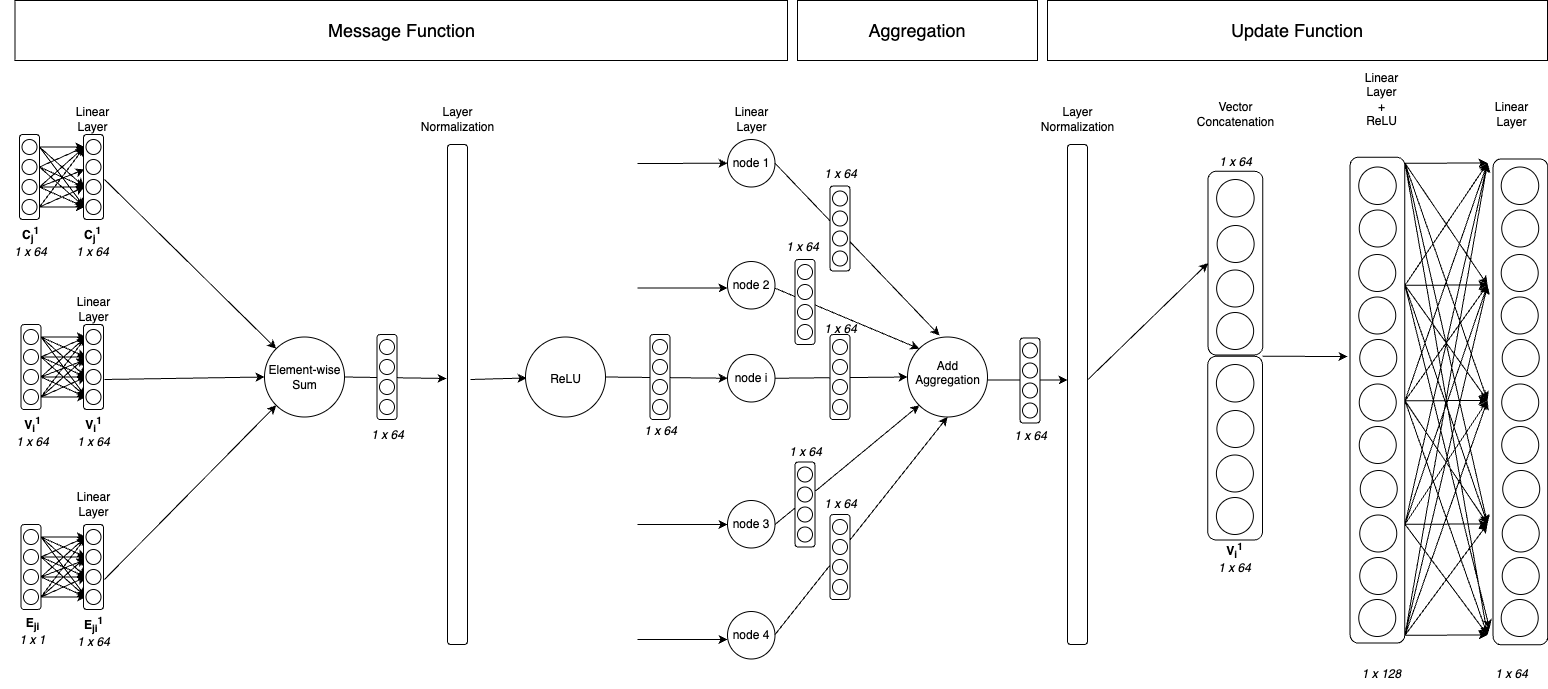 Message Function
Aggregation
Update Function
Linear
Layer
C_j^1
1 x 64
C_j^1
1 x 64
Linear
Layer
V_i^1
1 x 64
V_i^1
1 x 64
Linear
Layer
E_ji
1 x 1
E_ji^1
1 x 64
Element-wise
Sum
1 x 64
Layer
Normalization
ReLU
1 x 64
Linear
Layer
node 1
node 2
node i
node 3
node 4
1 x 64
1 x 64
1 x 64
1 x 64
1 x 64
Add
Aggregation
1 x 64
Layer
Normalization
Vector
Concatenation
1 x 64
V_i^1
1 x 64
Linear
Layer
+
ReLU
1 x 128
Linear
Layer
1 x 64